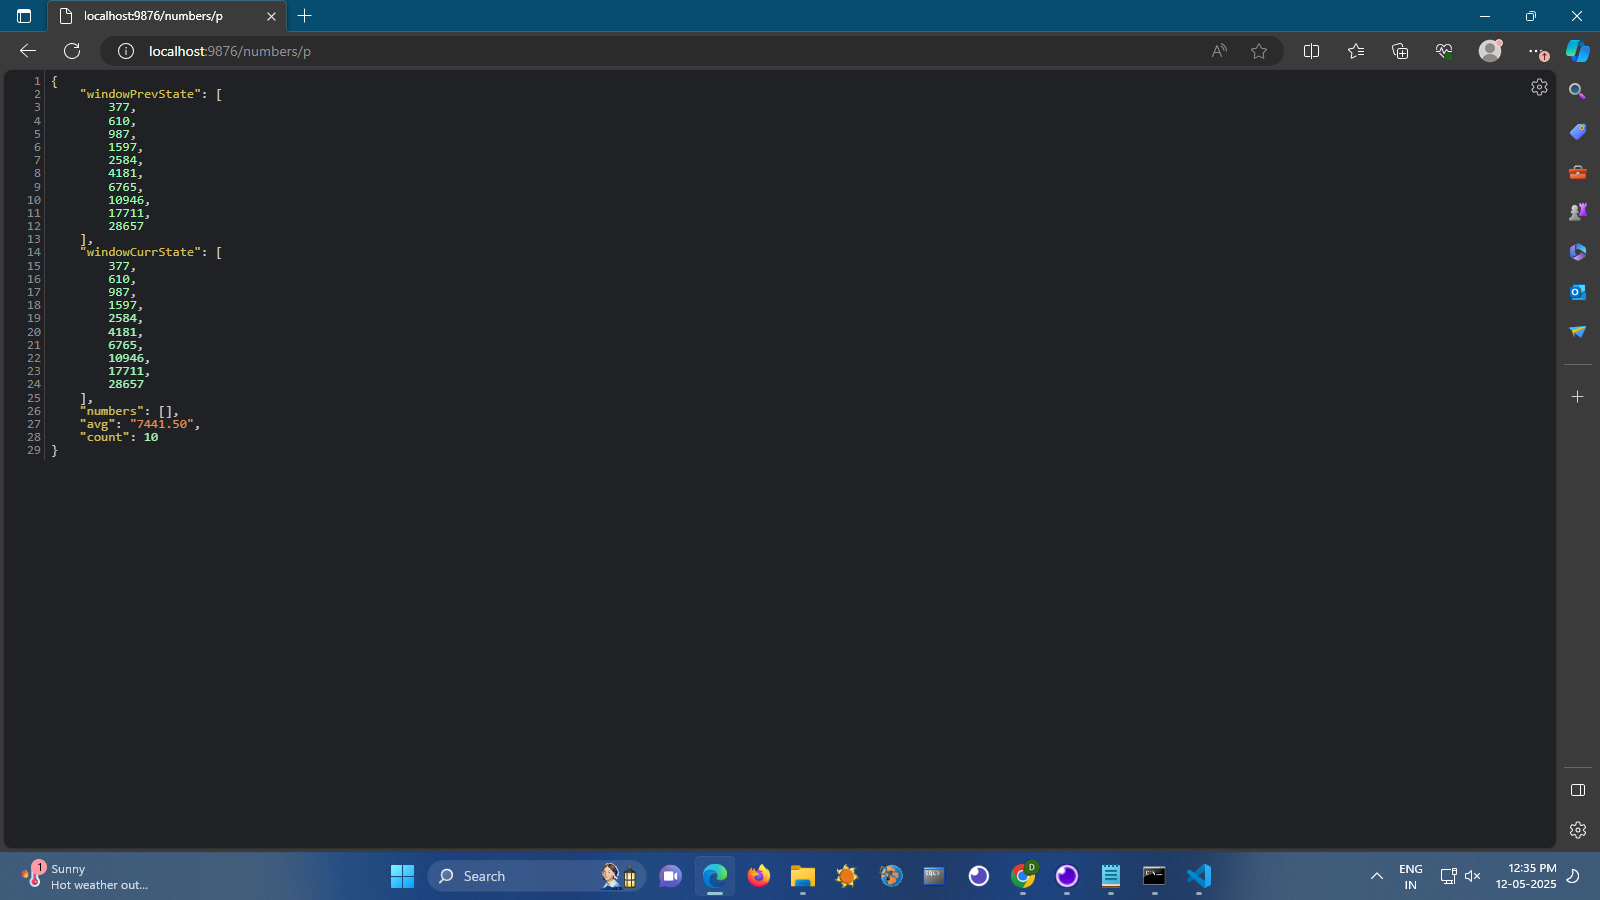 localhost:9876/numbers/p
localhost:9876/numbers/p
1 {
2 "windowPrevState": [
3 377,
4 610,
5 987,
6 1597,
7 2584,
8 4181,
9 6765,
10 10946,
11 17711,
12 28657
13 ],
14 "windowCurrState": [
15 377,
16 610,
17 987,
18 1597,
19 2584,
20 4181,
21 6765,
22 10946,
23 17711,
24 28657
25 ],
26 "numbers": [],
27 "avg": "7441.50",
28 "count": 10
29 }
1
Sunny
Hot weather out...
Search
SQL
D
ENG
IN
12:35 PM
12-05-2025